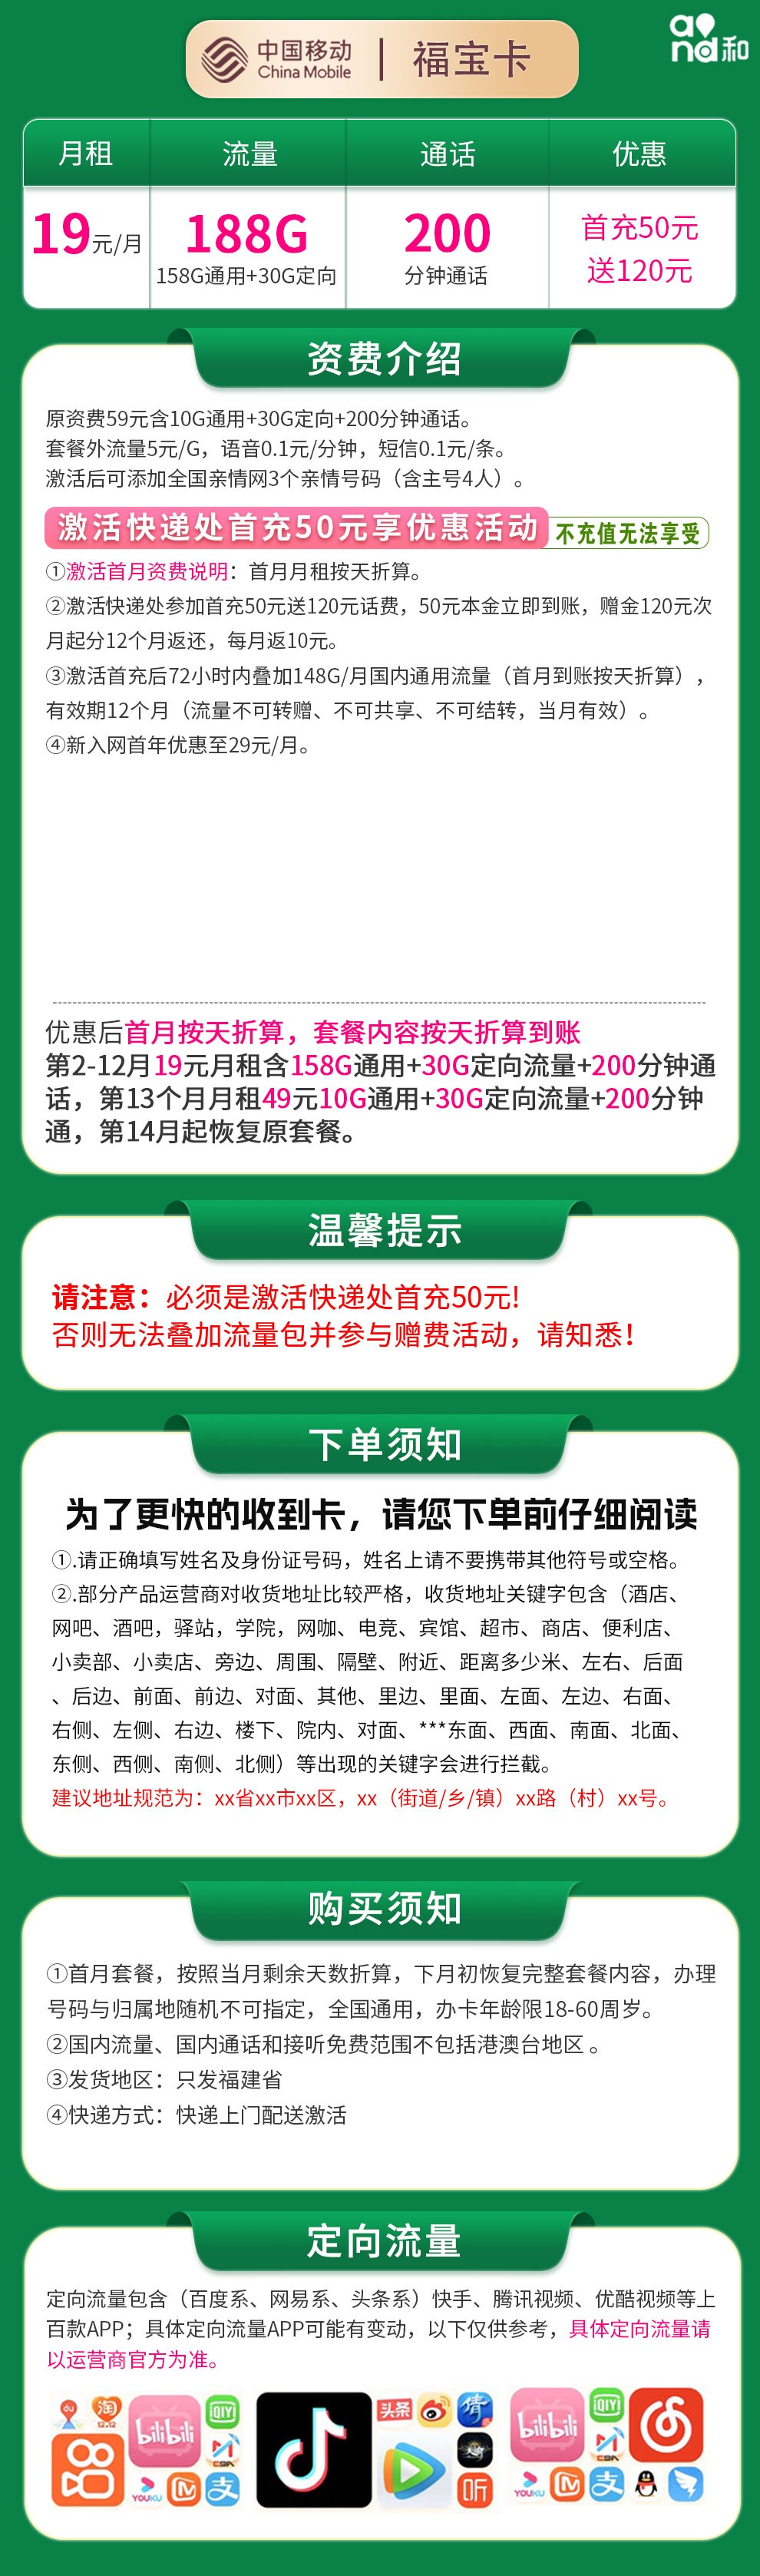 中国移动
China Mobile
福宝卡
and和
月租 流量 通话 优惠
19元/月 188G 200 首充50元
158G通用+30G定向 分钟通话 送120元
资费介绍
原资费59元含10G通用+30G定向+200分钟通话。
套餐外流量5元/G，语音0.1元/分钟，短信0.1元/条。
激活后可添加全国亲情网3个亲情号码（含主号4人）。
激活快递处首充50元享优惠活动 不充值无法享受
①激活首月资费说明：首月月租按天折算。
②激活快递处参加首充50元送120元话费，50元本金立即到账，赠金120元次
月起分12个月返还，每月返10元。
③激活首充后72小时内叠加148G/月国内通用流量（首月到账按天折算），
有效期12个月（流量不可转赠、不可共享、不可结转，当月有效）。
④新入网首年优惠至29元/月。
优惠后首月按天折算，套餐内容按天折算到账
第2-12月19元月租含158G通用+30G定向流量+200分钟通
话，第13个月月租49元10G通用+30G定向流量+200分钟
通，第14月起恢复原套餐。
温馨提示
请注意：必须是激活快递处首充50元!
否则无法叠加流量包并参与赠费活动，请知悉！
下单须知
为了更快的收到卡，请您下单前仔细阅读
①.请正确填写姓名及身份证号码，姓名上请不要携带其他符号或空格。
②.部分产品运营商对收货地址比较严格，收货地址关键字包含（酒店、
网吧、酒吧，驿站，学院，网咖、电竞、宾馆、超市、商店、便利店、
小卖部、小卖店、旁边、周围、隔壁、附近、距离多少米、左右、后面
、后边、前面、前边、对面、其他、里边、里面、左面、左边、右面、
右侧、左侧、右边、楼下、院内、对面、***东面、西面、南面、北面、
东侧、西侧、南侧、北侧）等出现的关键字会进行拦截。
建议地址规范为：xx省xx市xx区，xx（街道/乡/镇）xx路（村）xx号。
购买须知
①首月套餐，按照当月剩余天数折算，下月初恢复完整套餐内容，办理
号码与归属地随机不可指定，全国通用，办卡年龄限18-60周岁。
②国内流量、国内通话和接听免费范围不包括港澳台地区 。
③发货地区：只发福建省
④快递方式：快递上门配送激活
定向流量
定向流量包含（百度系、网易系、头条系）快手、腾讯视频、优酷视频等上
百款APP；具体定向流量APP可能有变动，以下仅供参考，具体定向流量请
以运营商官方为准。
du 淘 12.12 bilibili iQIYI 头条 倩 bilibili iQIYI
YOUKU 支 听 YOUKU 支